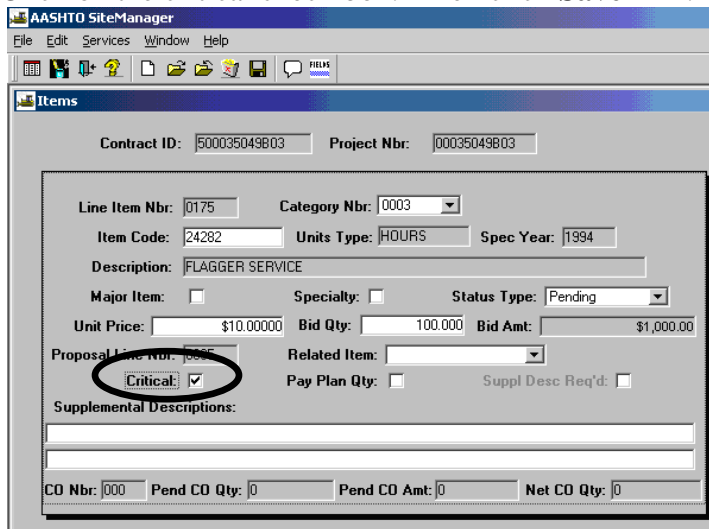 AASHTO SiteManager
File Edit Services Window Help
FIELDS
Items
Contract ID: 500035049B03 Project Nbr: 00035049B03
Line Item Nbr: 0175 Category Nbr: 0003
Item Code: 24282 Units Type: HOURS Spec Year: 1994
Description: FLAGGER SERVICE
Major Item: Specialty: Status Type: Pending
Unit Price: $10.00000 Bid Qty: 100.000 Bid Amt: $1,000.00
Proposal Line Nbr: Related Item:
Critical: Pay Plan Qty: Suppl Desc Req'd:
Supplemental Descriptions:
CO Nbr: 000 Pend CO Qty: 0 Pend CO Amt: 0 Net CO Qty: 0